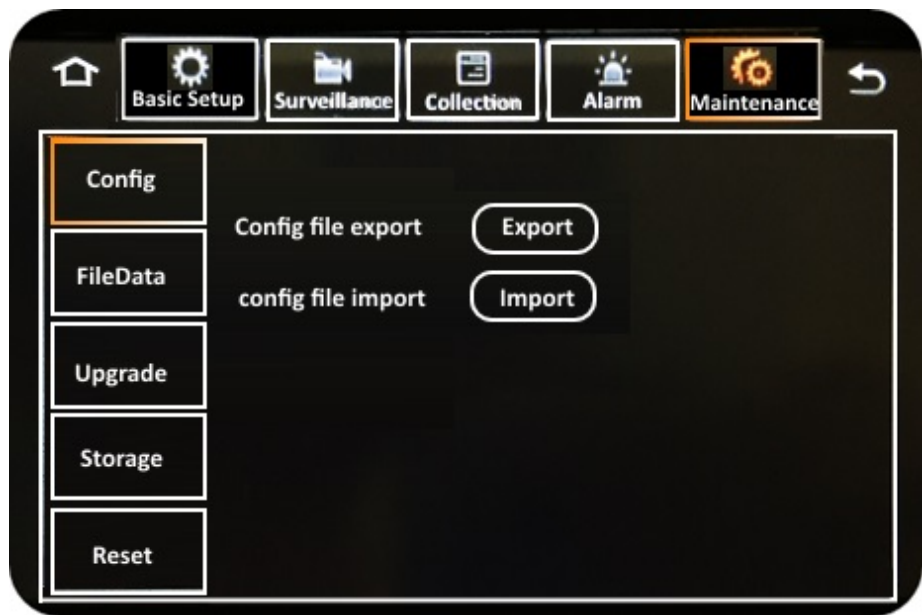 Basic Setup
Surveillance
Collection
Alarm
Maintenance
Config
Config file export
Export
FileData
config file import
Import
Upgrade
Storage
Reset